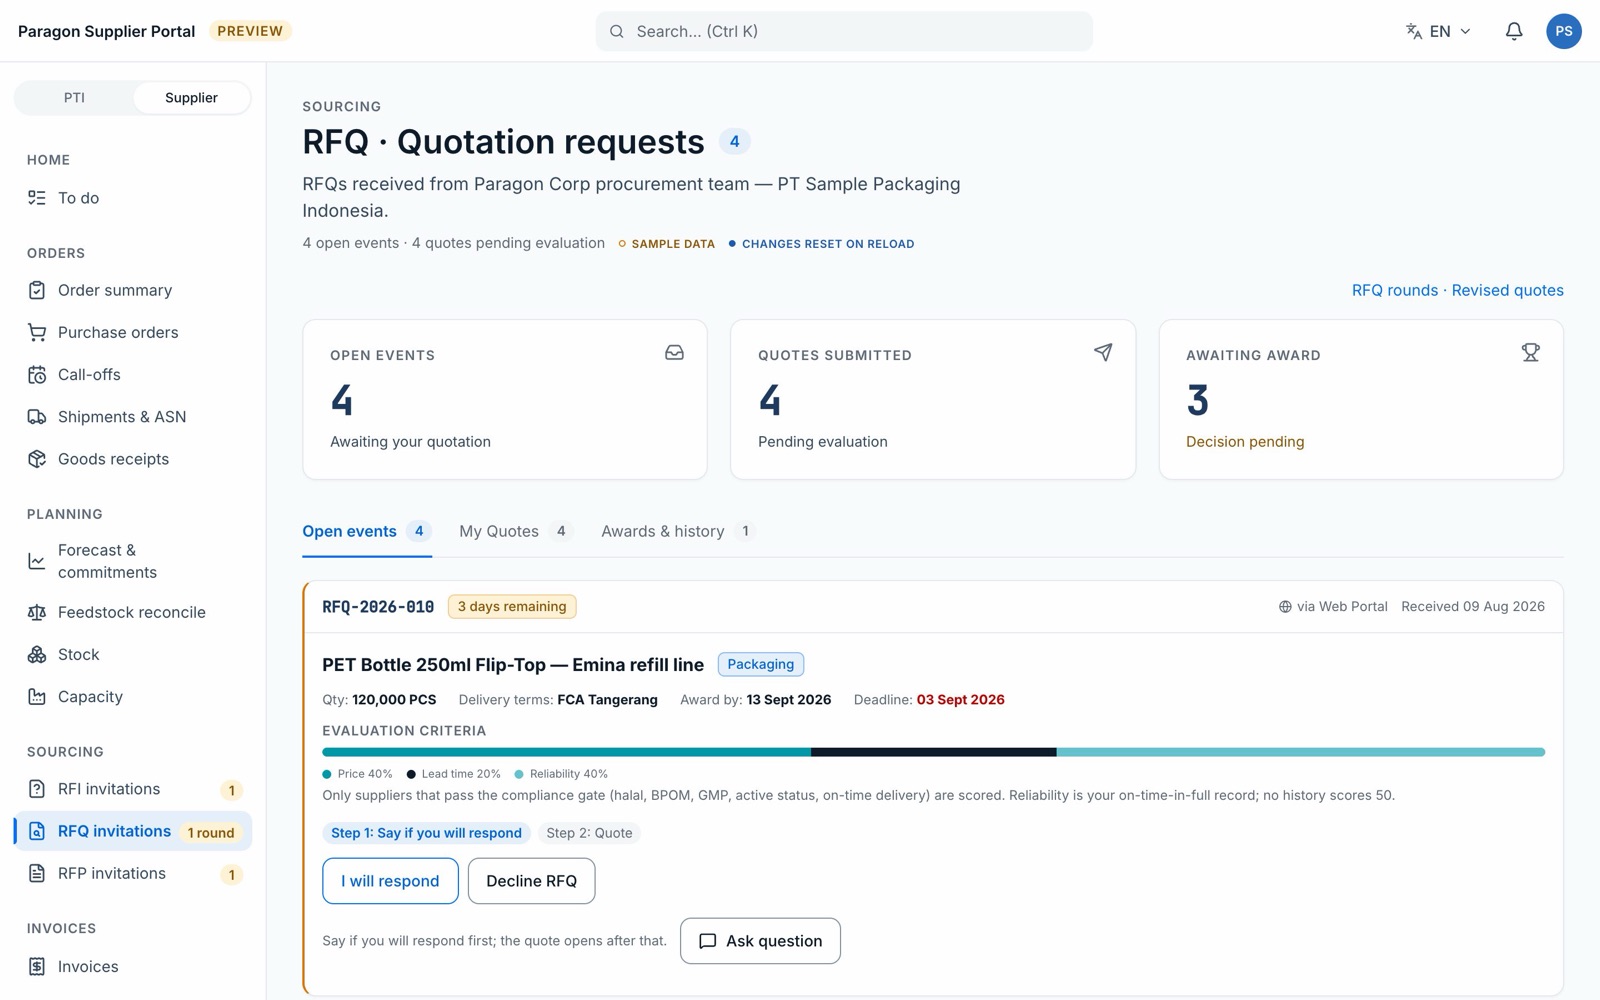 Paragon Supplier Portal PREVIEW
Search... (Ctrl K)
EN
PS
PTI Supplier
HOME
To do
ORDERS
Order summary
Purchase orders
Call-offs
Shipments & ASN
Goods receipts
PLANNING
Forecast &
commitments
Feedstock reconcile
Stock
Capacity
SOURCING
RFI invitations 1
RFQ invitations 1 round
RFP invitations 1
INVOICES
Invoices
SOURCING
RFQ · Quotation requests 4
RFQs received from Paragon Corp procurement team — PT Sample Packaging
Indonesia.
4 open events · 4 quotes pending evaluation SAMPLE DATA CHANGES RESET ON RELOAD
RFQ rounds · Revised quotes
OPEN EVENTS
4
Awaiting your quotation
QUOTES SUBMITTED
4
Pending evaluation
AWAITING AWARD
3
Decision pending
Open events 4 My Quotes 4 Awards & history 1
RFQ-2026-010 3 days remaining via Web Portal Received 09 Aug 2026
PET Bottle 250ml Flip-Top — Emina refill line Packaging
Qty: 120,000 PCS Delivery terms: FCA Tangerang Award by: 13 Sept 2026 Deadline: 03 Sept 2026
EVALUATION CRITERIA
Price 40% Lead time 20% Reliability 40%
Only suppliers that pass the compliance gate (halal, BPOM, GMP, active status, on-time delivery) are scored. Reliability is your on-time-in-full record; no history scores 50.
Step 1: Say if you will respond Step 2: Quote
I will respond Decline RFQ
Say if you will respond first; the quote opens after that. Ask question